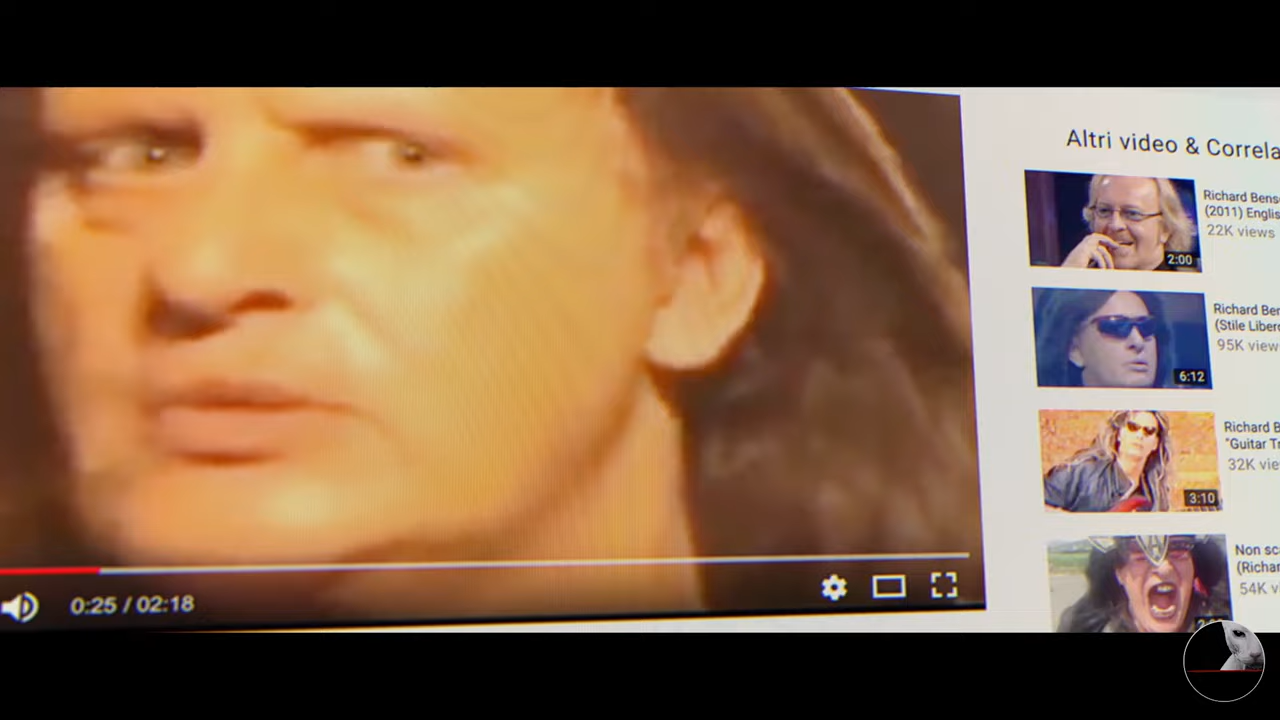 Altri video & Correla
Richard Bens
(2011) Englis
22K views
2:00
Richard Ber
(Stile Liber
95K view
6:12
Richard B
"Guitar Tr
32K vie
3:10
Non sc
(Richar
54K v
0:25 / 02:18